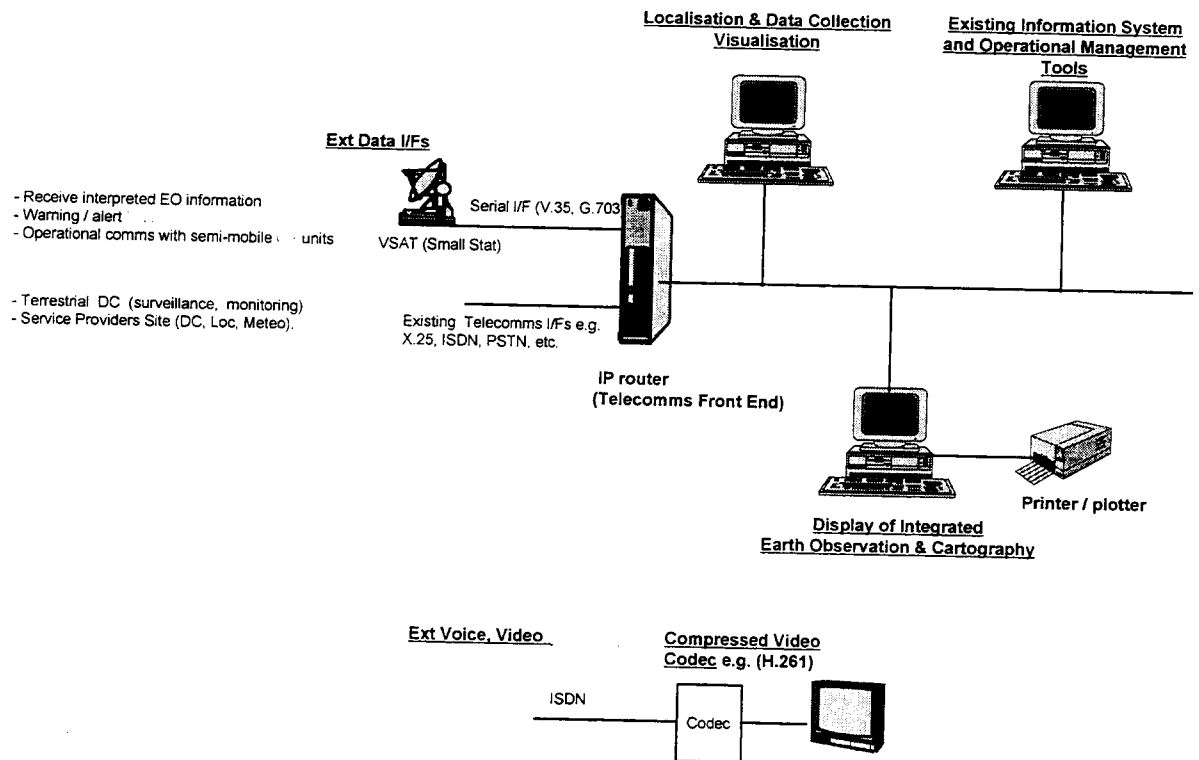 Localisation & Data Collection
Visualisation
Existing Information System
and Operational Management
Tools
Ext Data I/Fs
- Receive interpreted EO information
- Warning / alert
- Operational comms with semi-mobile units
Serial I/F (V.35, G.703
VSAT (Small Stat)
- Terrestrial DC (surveillance, monitoring)
- Service Providers Site (DC, Loc, Meteo).
Existing Telecomms I/Fs e.g.
X.25, ISDN, PSTN, etc.
IP router
(Telecomms Front End)
Printer / plotter
Display of Integrated
Earth Observation & Cartography
Ext Voice, Video
Compressed Video
Codec e.g. (H.261)
ISDN
Codec